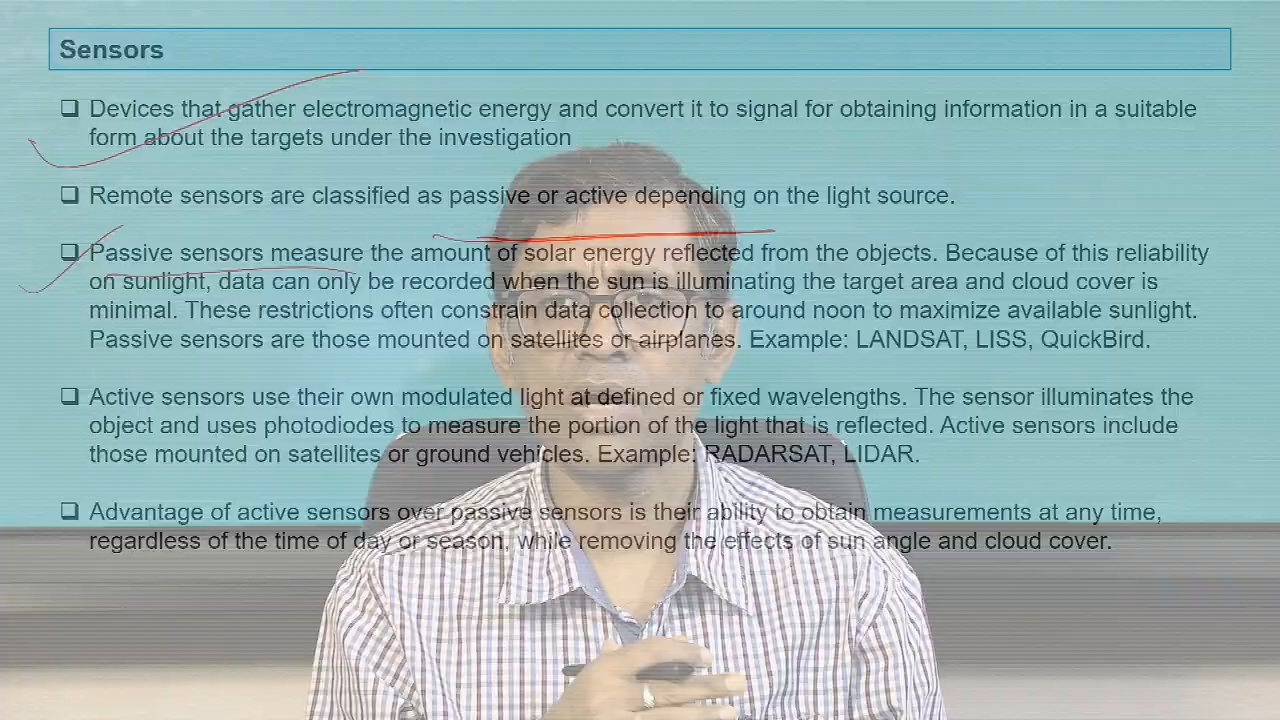 Sensors
❑ Devices that gather electromagnetic energy and convert it to signal for obtaining information in a suitable
form about the targets under the investigation
❑ Remote sensors are classified as passive or active depending on the light source.
❑ Passive sensors measure the amount of solar energy reflected from the objects. Because of this reliability
on sunlight, data can only be recorded when the sun is illuminating the target area and cloud cover is
minimal. These restrictions often constrain data collection to around noon to maximize available sunlight.
Passive sensors are those mounted on satellites or airplanes. Example: LANDSAT, LISS, QuickBird.
❑ Active sensors use their own modulated light at defined or fixed wavelengths. The sensor illuminates the
object and uses photodiodes to measure the portion of the light that is reflected. Active sensors include
those mounted on satellites or ground vehicles. Example: RADARSAT, LIDAR.
❑ Advantage of active sensors over passive sensors is their ability to obtain measurements at any time,
regardless of the time of day or season, while removing the effects of sun angle and cloud cover.